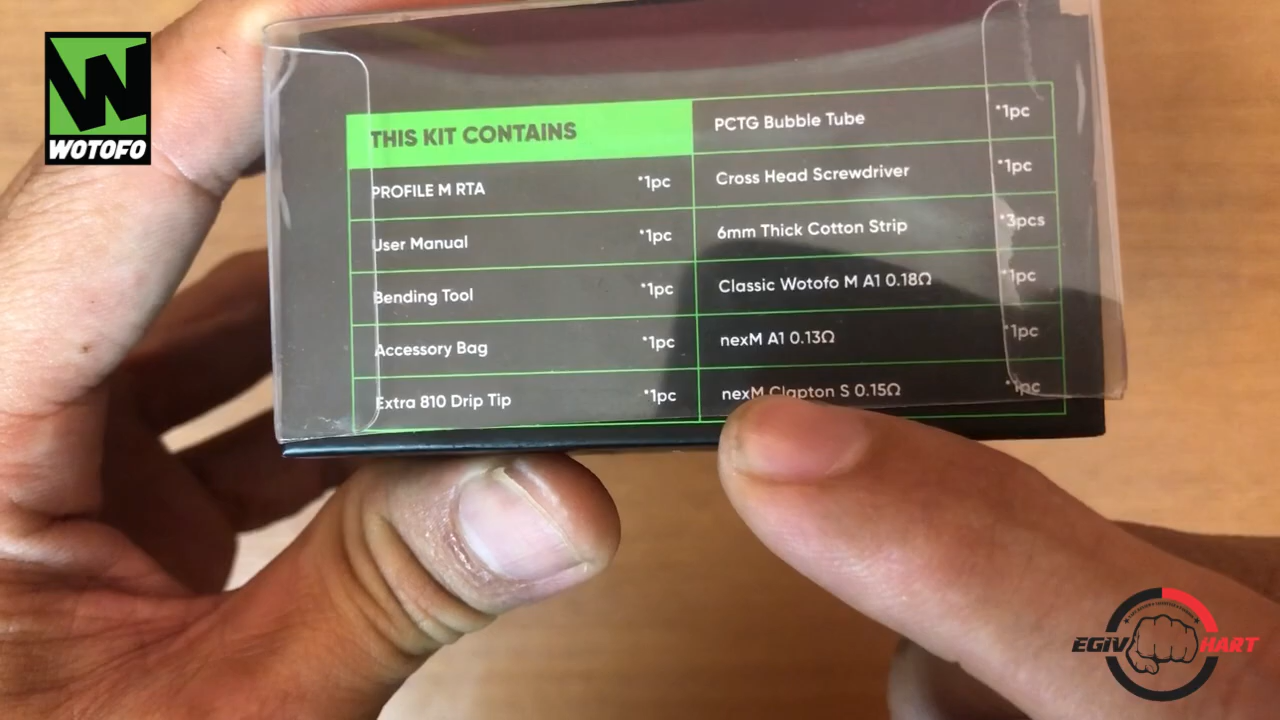 W
WOTOFO
THIS KIT CONTAINS
PROFILE M RTA *1pc
User Manual *1pc
Bending Tool *1pc
Accessory Bag *1pc
Extra 810 Drip Tip *1pc
PCTG Bubble Tube *1pc
Cross Head Screwdriver *1pc
6mm Thick Cotton Strip *3pcs
Classic Wotofo M A1 0.18Ω *1pc
nexM A1 0.13Ω *1pc
nexM Clapton S 0.15Ω *1pc
EGIV HART